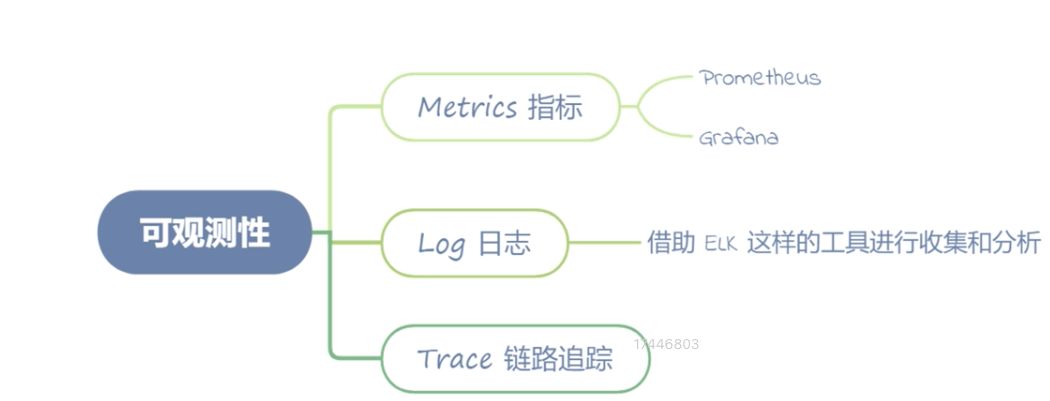 可观测性
Metrics 指标
Prometheus
Grafana
Log 日志
借助 ELK 这样的工具进行收集和分析
Trace 链路追踪
17446803